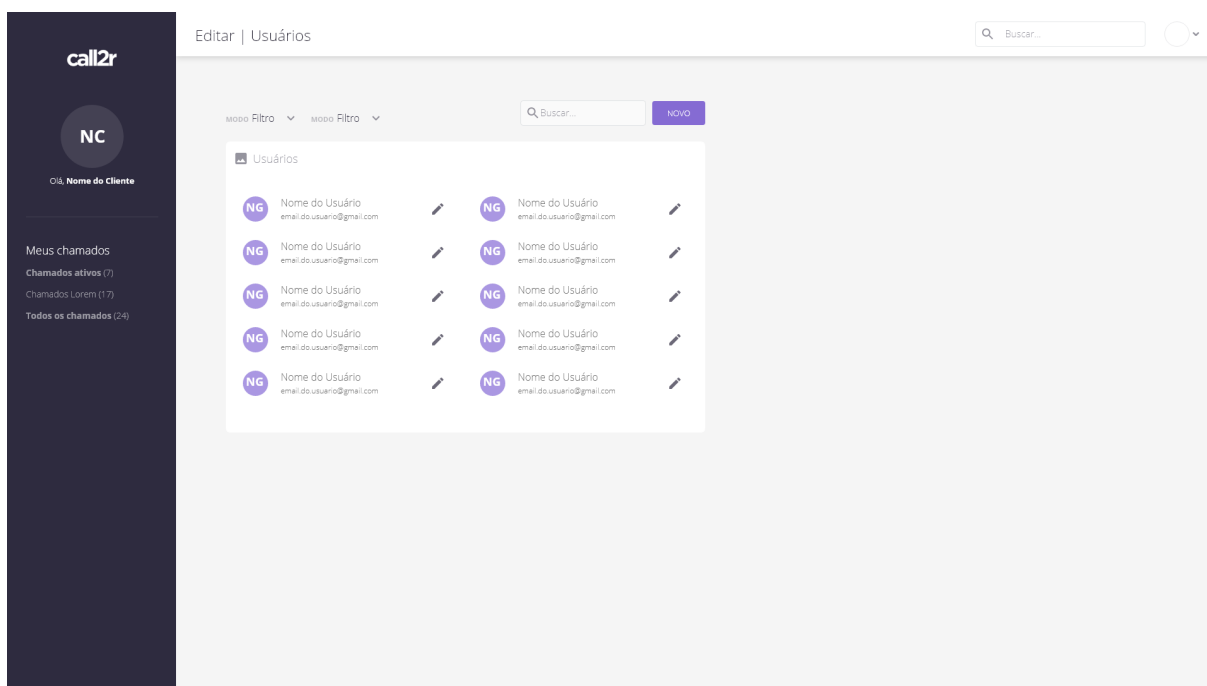 call2r
NC
Olá, Nome do Cliente
Meus chamados
Chamados ativos (7)
Chamados Lorem (17)
Todos os chamados (24)
Editar | Usuários
Buscar...
MODO Filtro
MODO Filtro
Buscar...
NOVO
Usuários
NG
Nome do Usuário
email.do.usuario@gmail.com
NG
Nome do Usuário
email.do.usuario@gmail.com
NG
Nome do Usuário
email.do.usuario@gmail.com
NG
Nome do Usuário
email.do.usuario@gmail.com
NG
Nome do Usuário
email.do.usuario@gmail.com
NG
Nome do Usuário
email.do.usuario@gmail.com
NG
Nome do Usuário
email.do.usuario@gmail.com
NG
Nome do Usuário
email.do.usuario@gmail.com
NG
Nome do Usuário
email.do.usuario@gmail.com
NG
Nome do Usuário
email.do.usuario@gmail.com